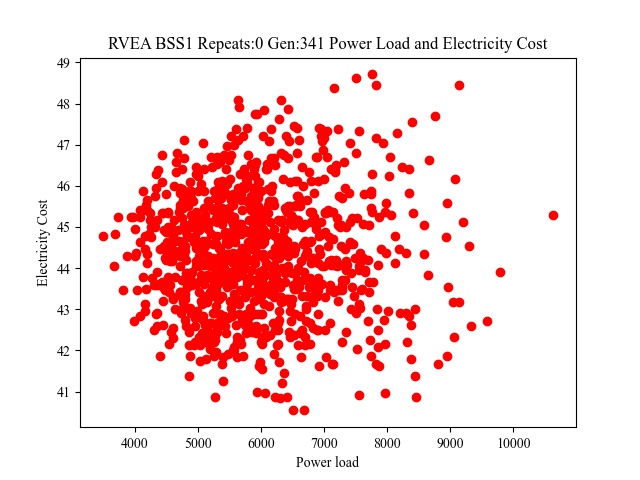 RVEA BSS1 Repeats:0 Gen:341 Power Load and Electricity Cost
49
48
47
46
45
44
43
42
41
Electricity Cost
4000 5000 6000 7000 8000 9000 10000
Power load